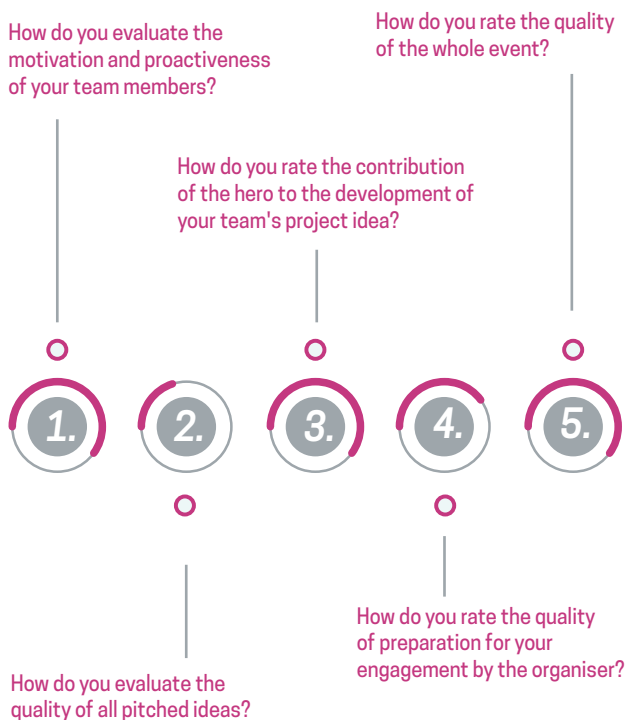 How do you evaluate the
motivation and proactiveness
of your team members?
How do you rate the quality
of the whole event?
How do you rate the contribution
of the hero to the development of
your team's project idea?
1.
2.
3.
4.
5.
How do you rate the quality
of preparation for your
engagement by the organiser?
How do you evaluate the
quality of all pitched ideas?